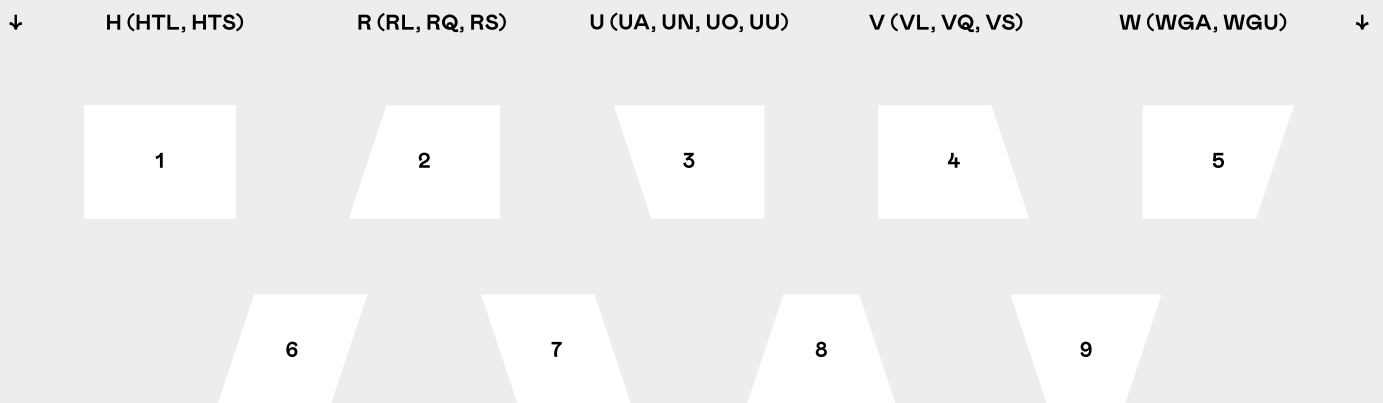 ↓ H (HTL, HTS) R (RL, RQ, RS) U (UA, UN, UO, UU) V (VL, VQ, VS) W (WGA, WGU) ↓
1 2 3 4 5
6 7 8 9